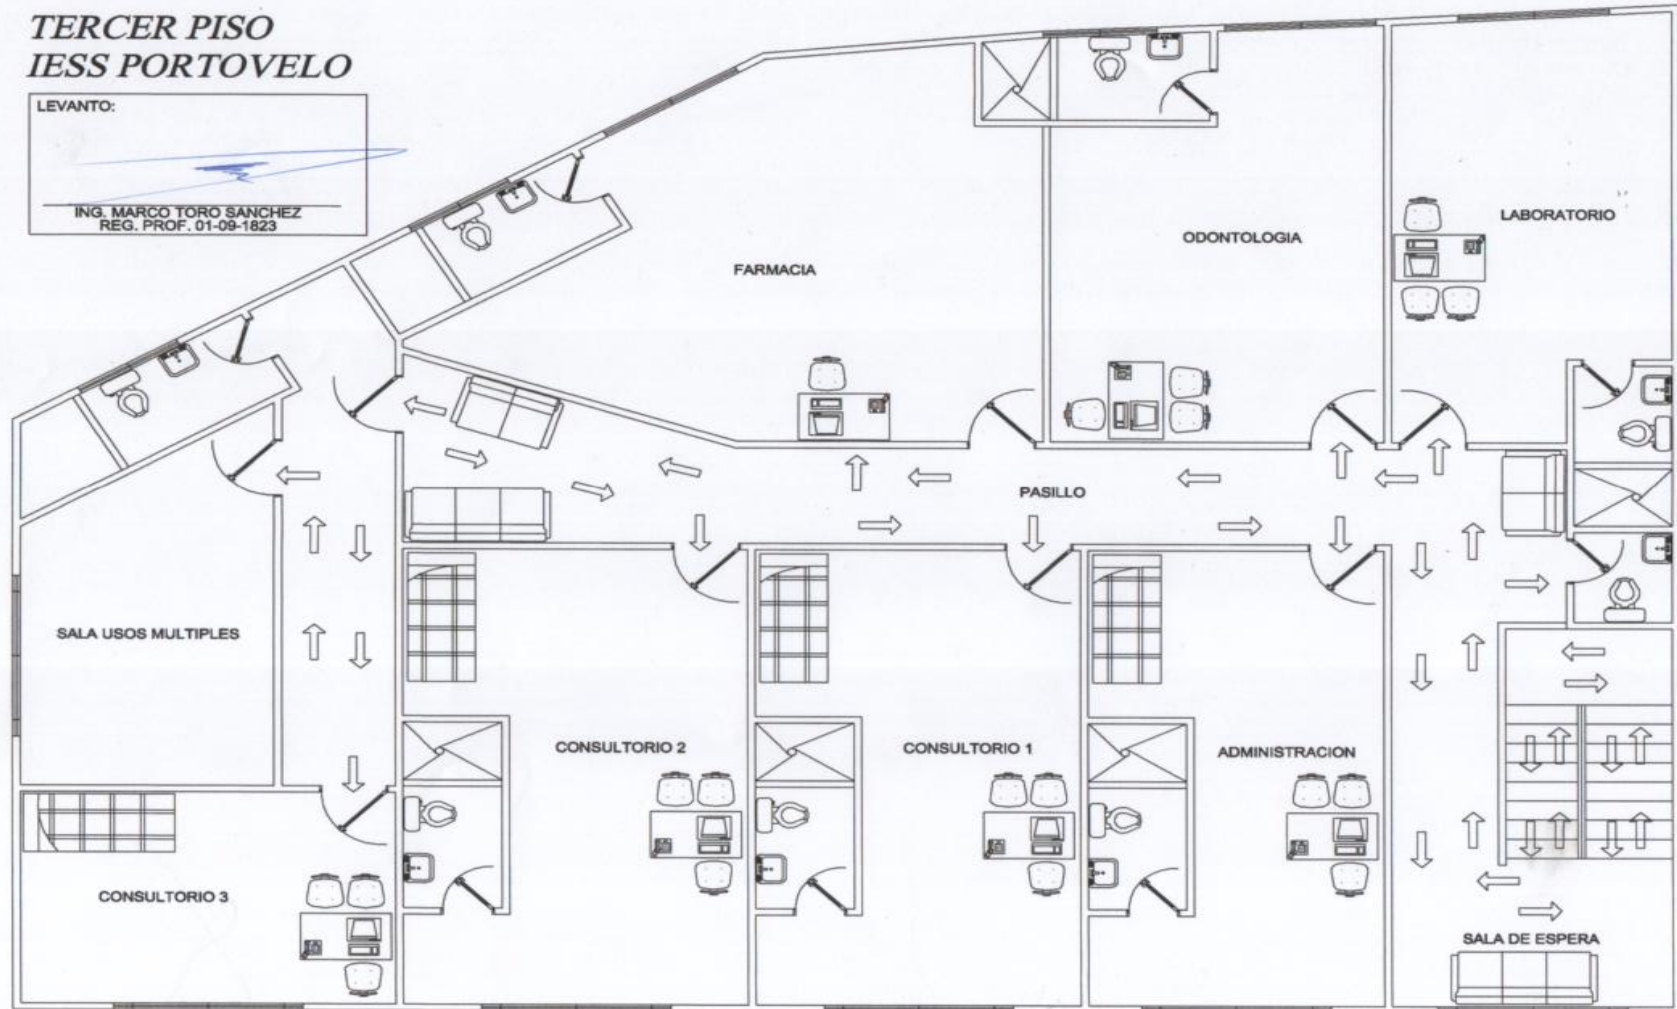 TERCER PISO
IESS PORTOVELO
LEVANTO:
ING. MARCO TORO SANCHEZ
REG. PROF. 01-09-1823
LABORATORIO
ODONTOLOGIA
FARMACIA
PASILLO
SALA USOS MULTIPLES
CONSULTORIO 2
CONSULTORIO 1
ADMINISTRACION
CONSULTORIO 3
SALA DE ESPERA